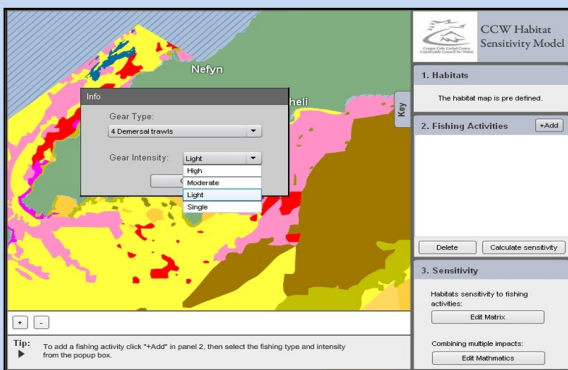 Nefyn
heli
Key
Info
Gear Type:
4 Demersal trawls
Gear Intensity:
Light
High
Moderate
Light
Single
+
-
Tip:
To add a fishing activity click "+Add" in panel 2, then select the fishing type and intensity
from the popup box.
CCW Habitat
Sensitivity Model
1. Habitats
The habitat map is pre defined.
2. Fishing Activities
+Add
Delete
Calculate sensitivity
3. Sensitivity
Habitats sensitivity to fishing
activities:
Edit Matrix
Combining multiple impacts:
Edit Mathmatics